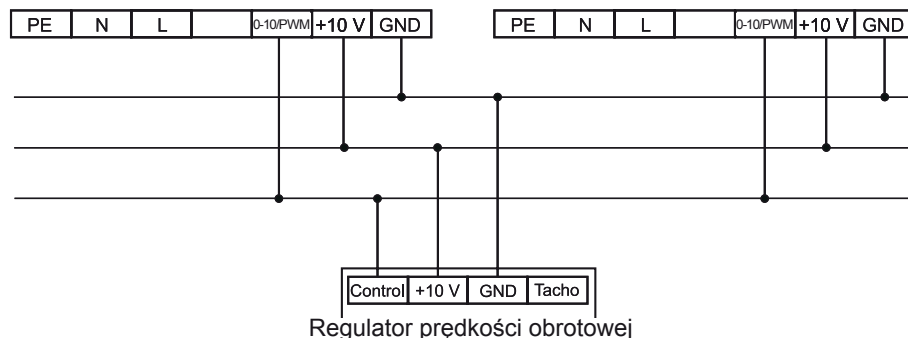 PE N L 0-10/PWM +10 V GND PE N L 0-10/PWM +10 V GND
Control +10 V GND Tacho
Regulator prędkości obrotowej